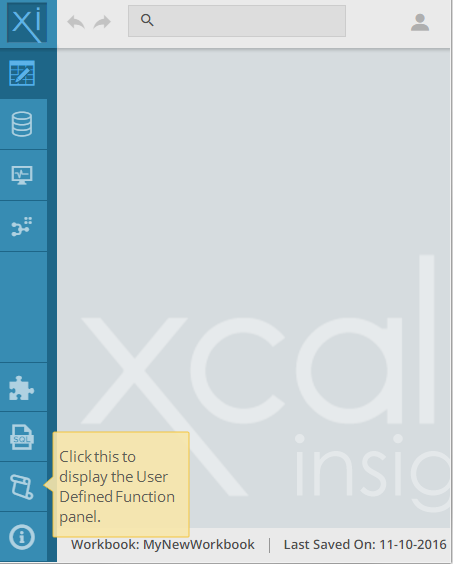 xi
xcal
insig
SQL
Click this to
display the User
Defined Function
panel.
Workbook: MyNewWorkbook | Last Saved On: 11-10-2016